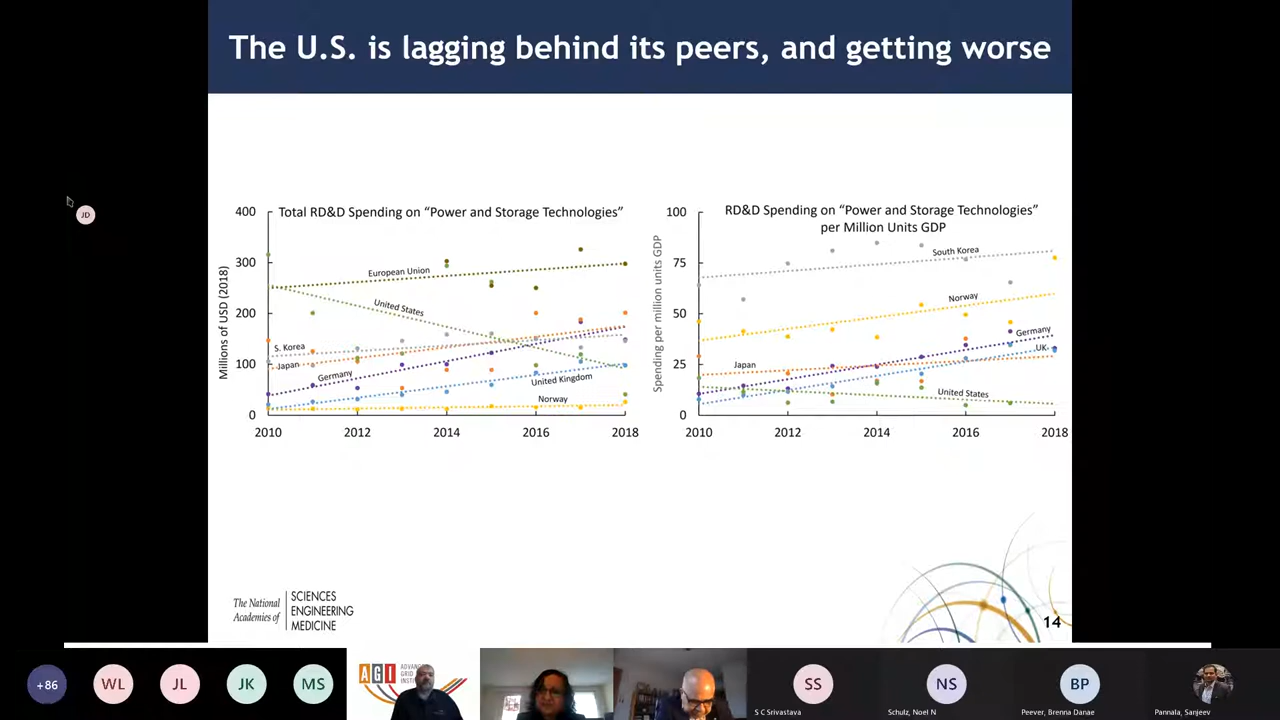 The U.S. is lagging behind its peers, and getting worse
JD
Total RD&D Spending on “Power and Storage Technologies”
Millions of USD (2018)
400
300
200
100
0
European Union
United States
S. Korea
Japan
Germany
United Kingdom
Norway
2010 2012 2014 2016 2018
RD&D Spending on “Power and Storage Technologies”
per Million Units GDP
Spending per million units GDP
100
75
50
25
0
South Korea
Norway
Germany
UK
Japan
United States
2010 2012 2014 2016 2018
The National
Academies of
SCIENCES
ENGINEERING
MEDICINE
14
+86
WL
JL
JK
MS
AGI
SS
S C Srivastava
NS
Schulz, Noel N
BP
Peever, Brenna Danae
Pannala, Sanjeev